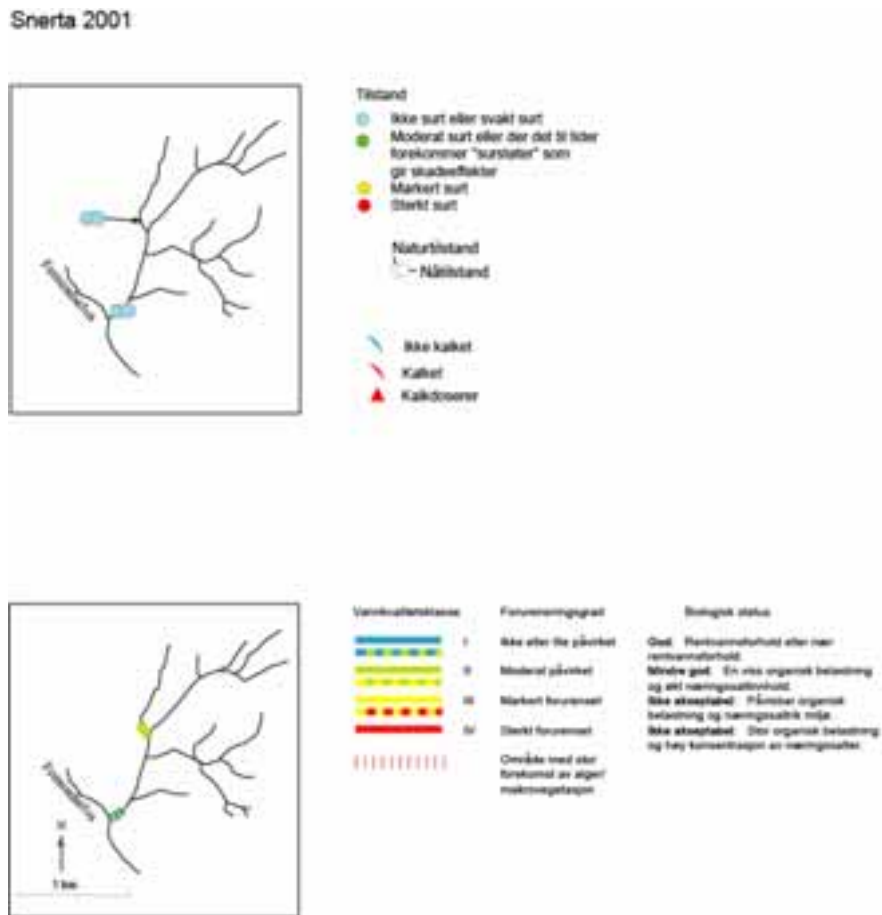 Snerta 2001
Tilstand
Ikke surt eller svakt surt
Moderat surt eller der det til tider
forekommer "surstøter" som
gir skadeeffekter
Markert surt
Sterkt surt
Naturtilstand
Nåtilstand
Ikke kalket
Kalket
Kalkdoserer
Vannkvalitetsklasse Forurensningsgrad Biologisk status
I Ikke eller lite påvirket God: Rentvannsforhold eller nær
rentvannsforhold.
II Moderat påvirket Mindre god: En viss organisk belastning
og økt næringssaltinnhold.
III Markert forurenset Ikke akseptabel: Påvirket organisk
belastning og næringssaltrik miljø.
IV Sterkt forurenset Ikke akseptabel: Stor organisk belastning
og høy konsentrasjon av næringssalter.
Område med stor
forekomst av alger/
makrovegetasjon
N
1 km